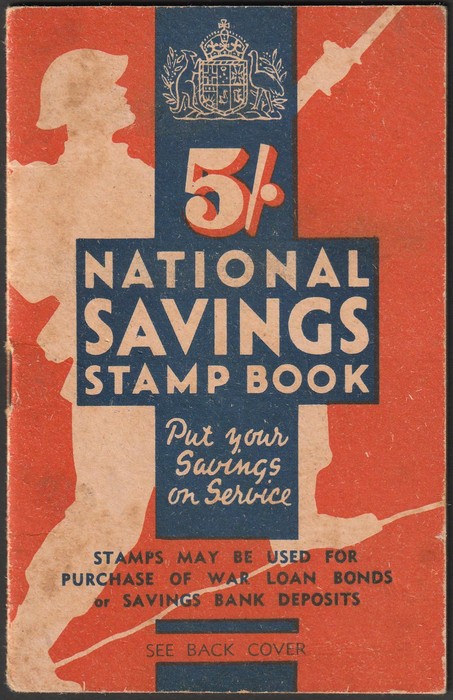 5/-
NATIONAL
SAVINGS
STAMP BOOK
Put your
Savings
on Service
STAMPS MAY BE USED FOR
PURCHASE OF WAR LOAN BONDS
or SAVINGS BANK DEPOSITS
SEE BACK COVER